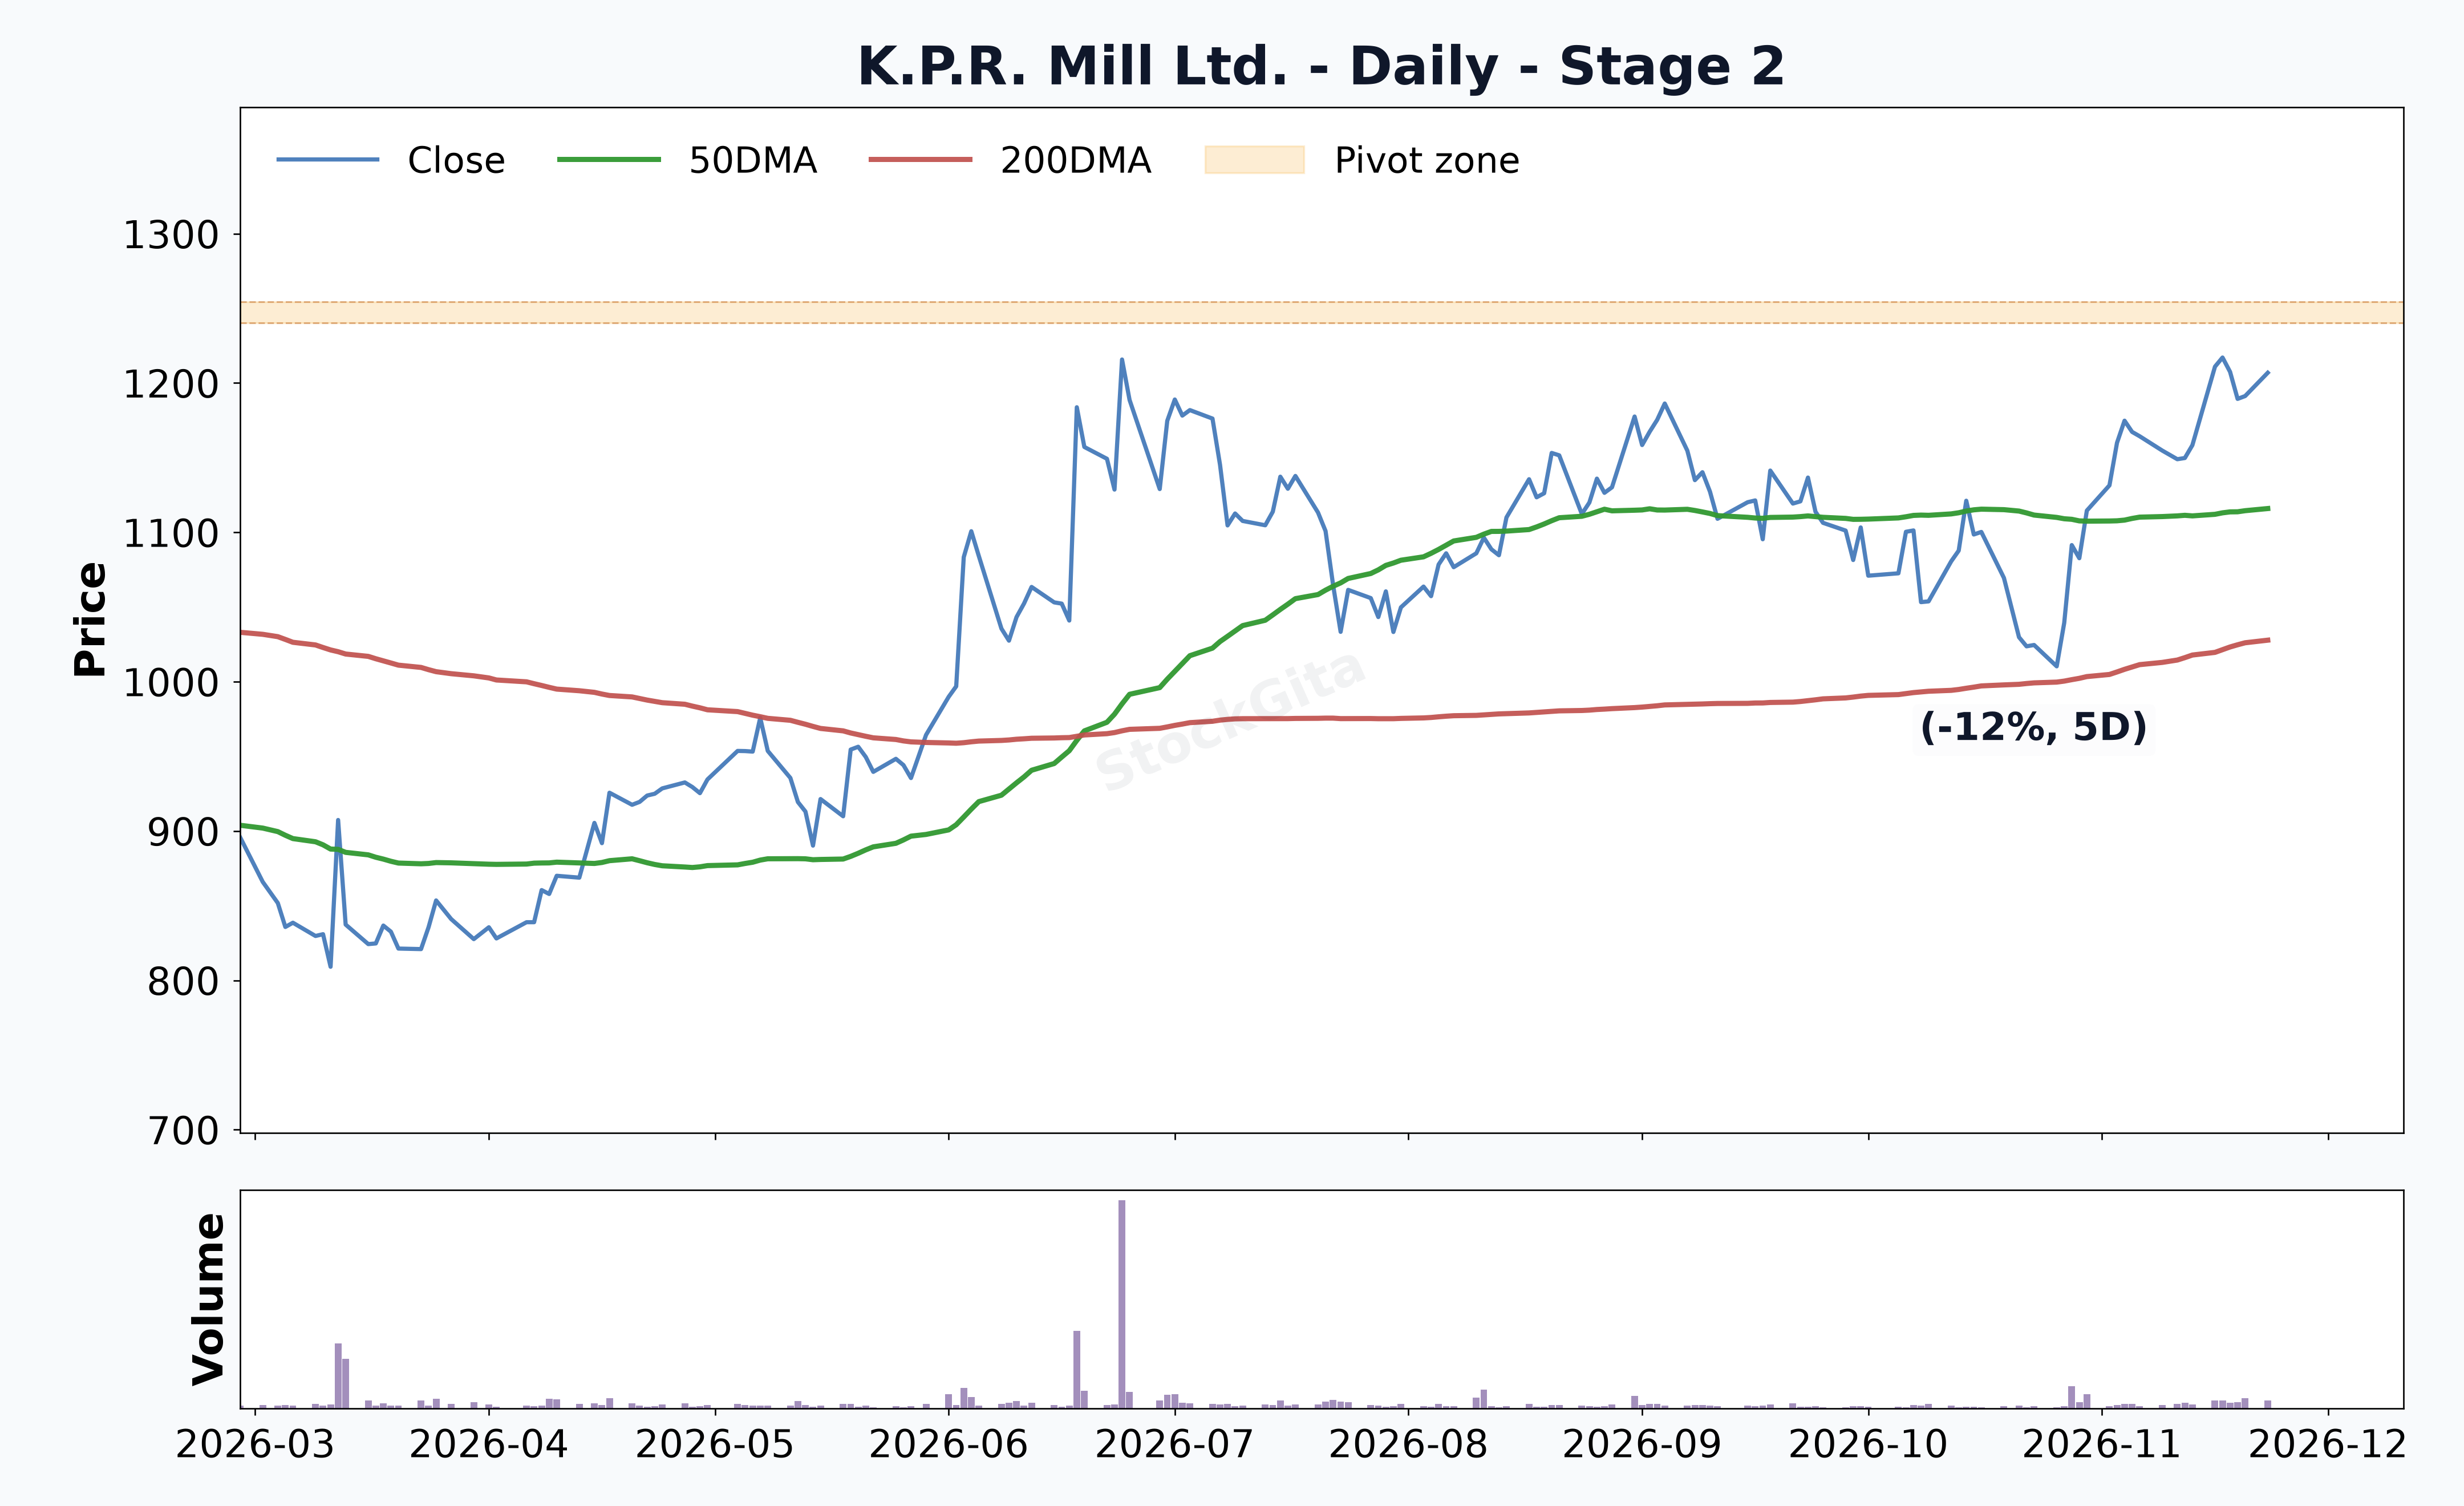 K.P.R. Mill Ltd. - Daily - Stage 2
Close 50DMA 200DMA Pivot zone
1300
1200
1100
1000
900
800
700
Price
StockGita
(-12%, 5D)
Volume
2026-03 2026-04 2026-05 2026-06 2026-07 2026-08 2026-09 2026-10 2026-11 2026-12